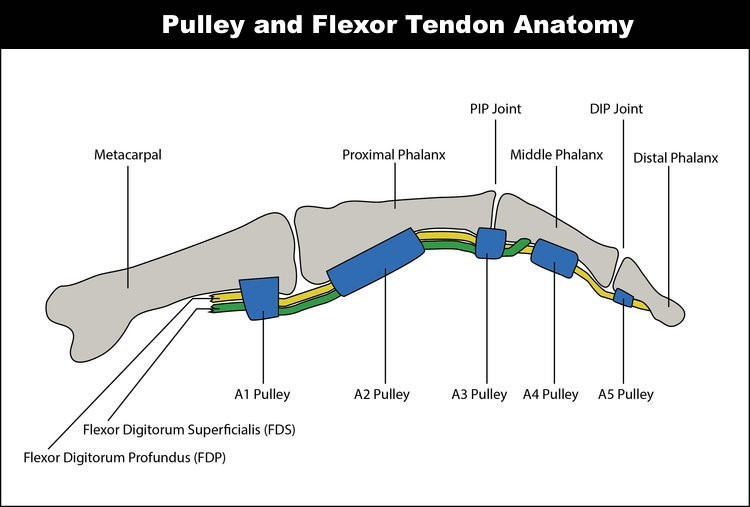 Pulley and Flexor Tendon Anatomy
PIP Joint
DIP Joint
Metacarpal
Proximal Phalanx
Middle Phalanx
Distal Phalanx
A1 Pulley
A2 Pulley
A3 Pulley
A4 Pulley
A5 Pulley
Flexor Digitorum Superficialis (FDS)
Flexor Digitorum Profundus (FDP)